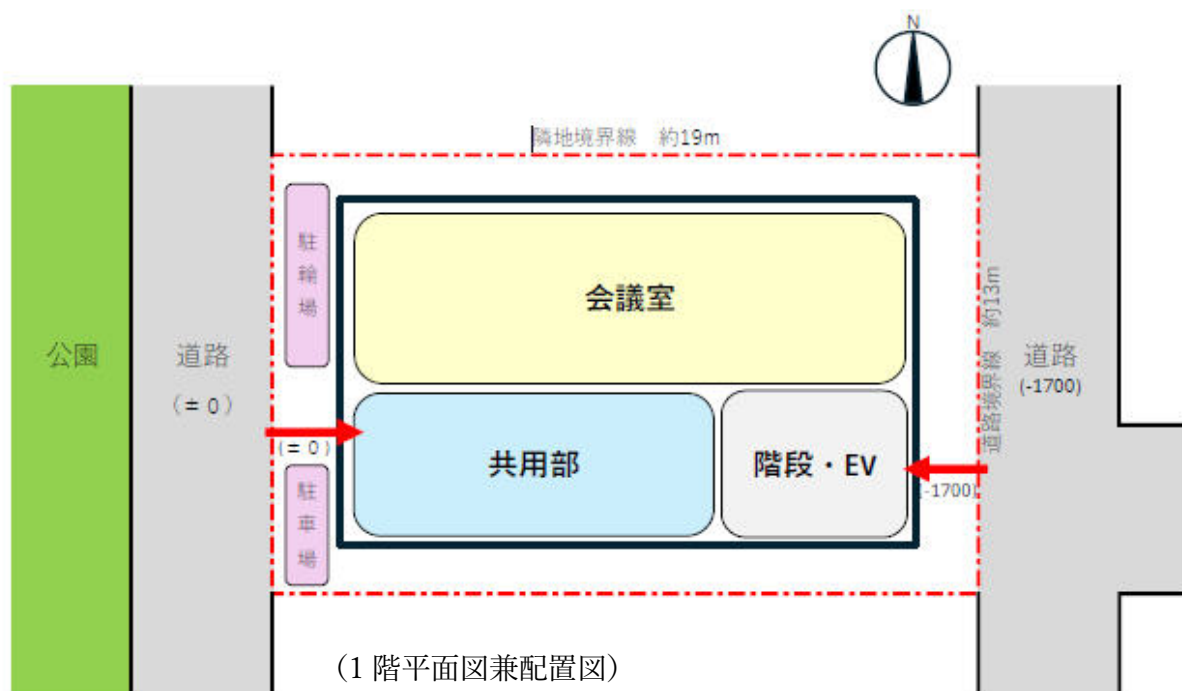 N
隣地境界線　約19m
駐輪場
会議室
公園
道路
(±0)
道路境界線　約13m
道路
(-1700)
(±0)
共用部
階段・EV
(-1700)
駐車場
(1階平面図兼配置図)